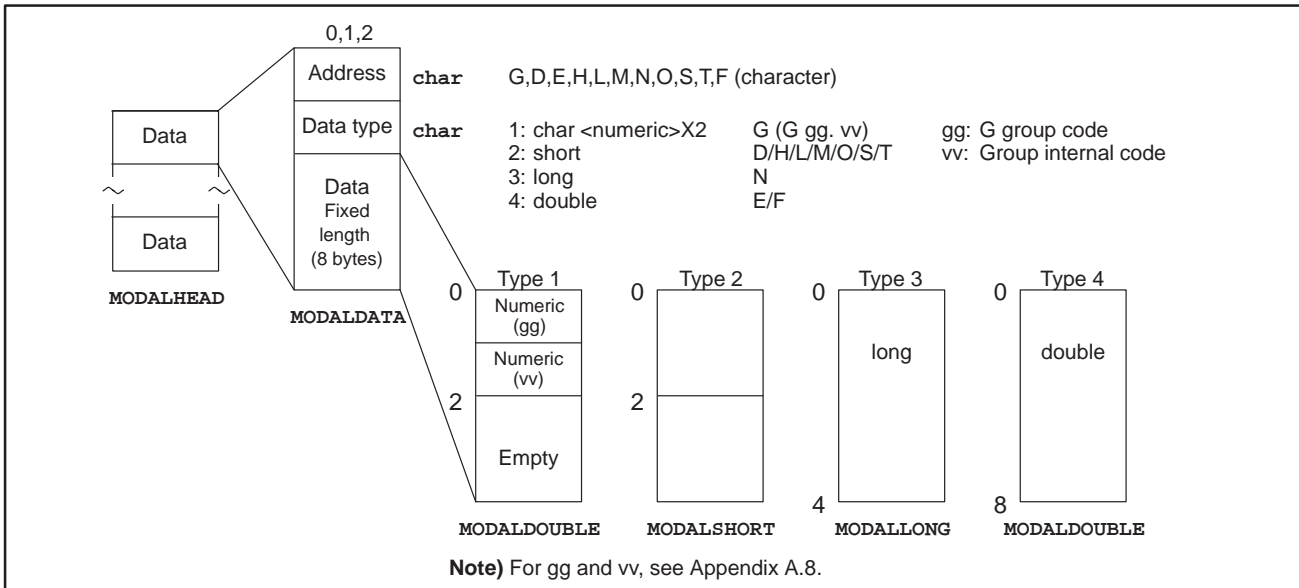 0,1,2
Address char G,D,E,H,L,M,N,O,S,T,F (character)
Data
Data type char 1: char <numeric>X2 G (G gg. vv) gg: G group code
2: short D/H/L/M/O/S/T vv: Group internal code
3: long N
4: double E/F
~ ~
Data
Fixed
length
(8 bytes)
Data
MODALHEAD
MODALDATA
Type 1 Type 2 Type 3 Type 4
0 0 0 0
Numeric
(gg)
Numeric
(vv)
long double
2 2
Empty
4 8
MODALDOUBLE MODALSHORT MODALLONG MODALDOUBLE
Note) For gg and vv, see Appendix A.8.